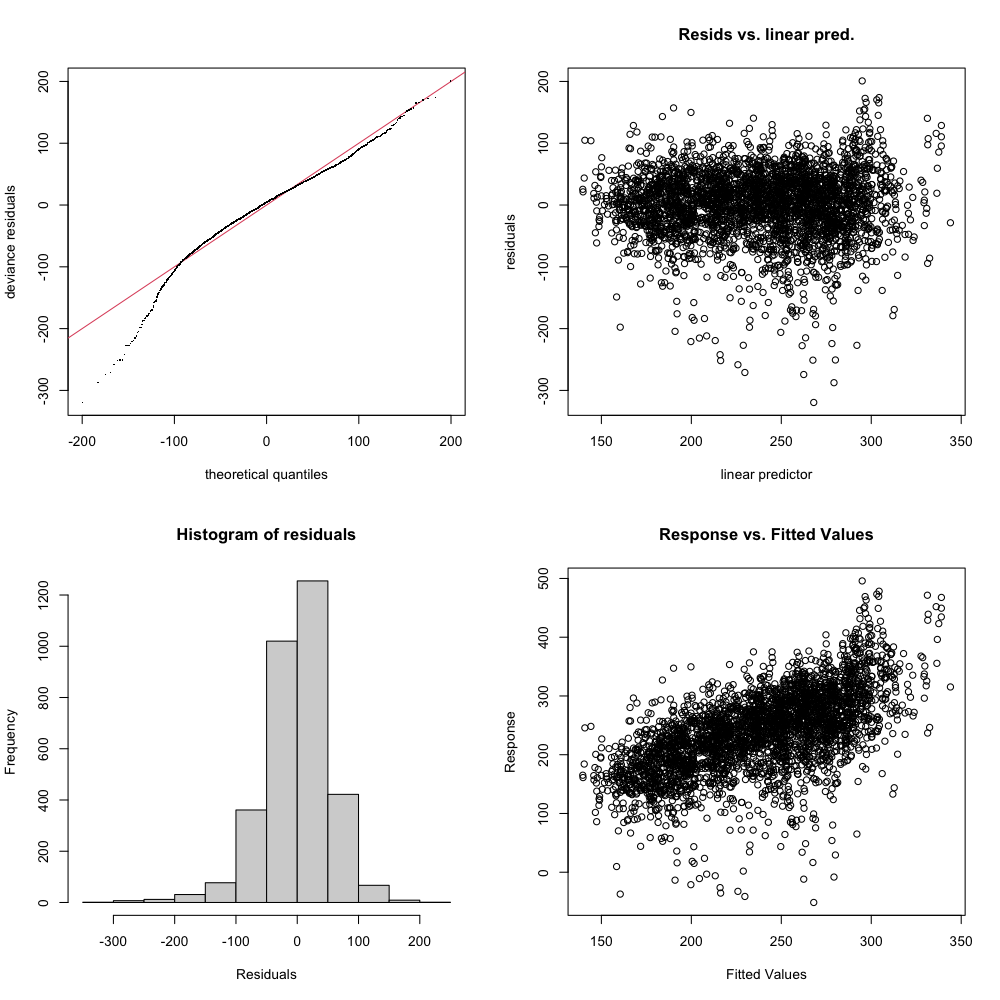 200
100
0
-100
-200
-300
deviance residuals
-200 -100 0 100 200
theoretical quantiles
Resids vs. linear pred.
200
100
0
-100
-200
-300
residuals
150 200 250 300 350
linear predictor
Histogram of residuals
1200
1000
800
600
400
200
0
Frequency
-300 -200 -100 0 100 200
Residuals
Response vs. Fitted Values
500
400
300
200
100
0
Response
150 200 250 300 350
Fitted Values